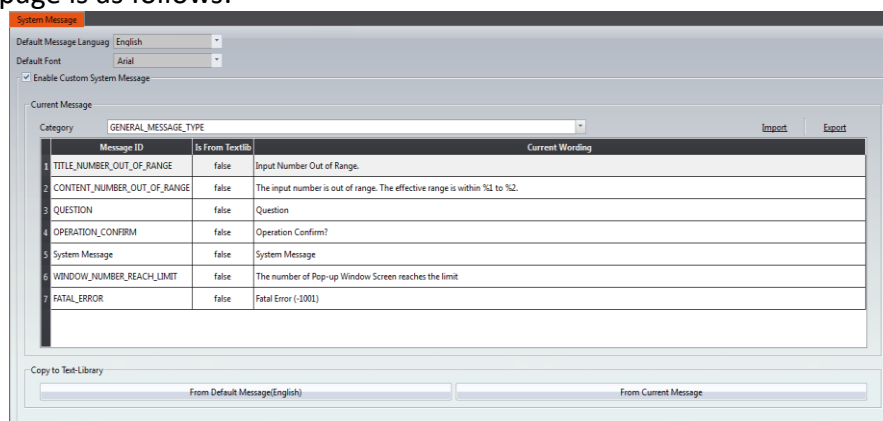 page is as follows:
System Message
Default Message Languag English
Default Font Arial
Enable Custom System Message
Current Message
Category GENERAL_MESSAGE_TYPE Import Export
Message ID Is From Textlib Current Wording
1 TITLE_NUMBER_OUT_OF_RANGE false Input Number Out of Range.
2 CONTENT_NUMBER_OUT_OF_RANGE false The input number is out of range. The effective range is within %1 to %2.
3 QUESTION false Question
4 OPERATION_CONFIRM false Operation Confirm?
5 System Message false System Message
6 WINDOW_NUMBER_REACH_LIMIT false The number of Pop-up Window Screen reaches the limit
7 FATAL_ERROR false Fatal Error (-1001)
Copy to Text-Library
From Default Message(English) From Current Message